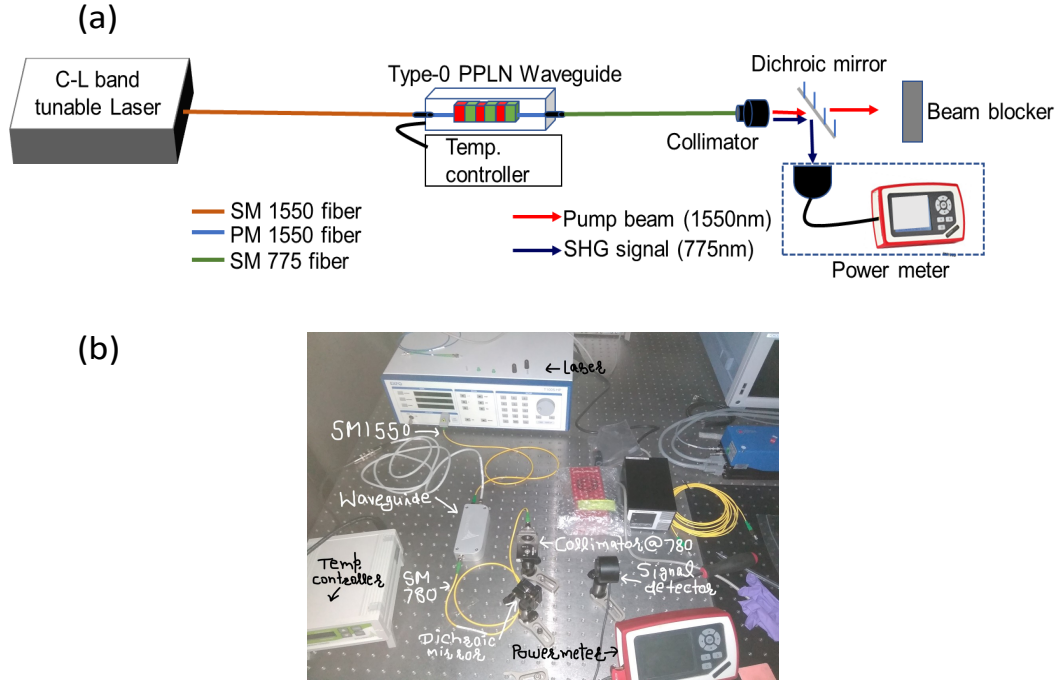 (a)
C-L band
tunable Laser
Type-0 PPLN Waveguide
Temp.
controller
Collimator
Dichroic mirror
Beam blocker
Power meter
SM 1550 fiber
PM 1550 fiber
SM 775 fiber
Pump beam (1550nm)
SHG signal (775nm)
(b)
Laser
SM1550
Waveguide
Collimator@780
Temp
controller
SM
780
Signal
detector
Dichroic
mirror
Powermeter